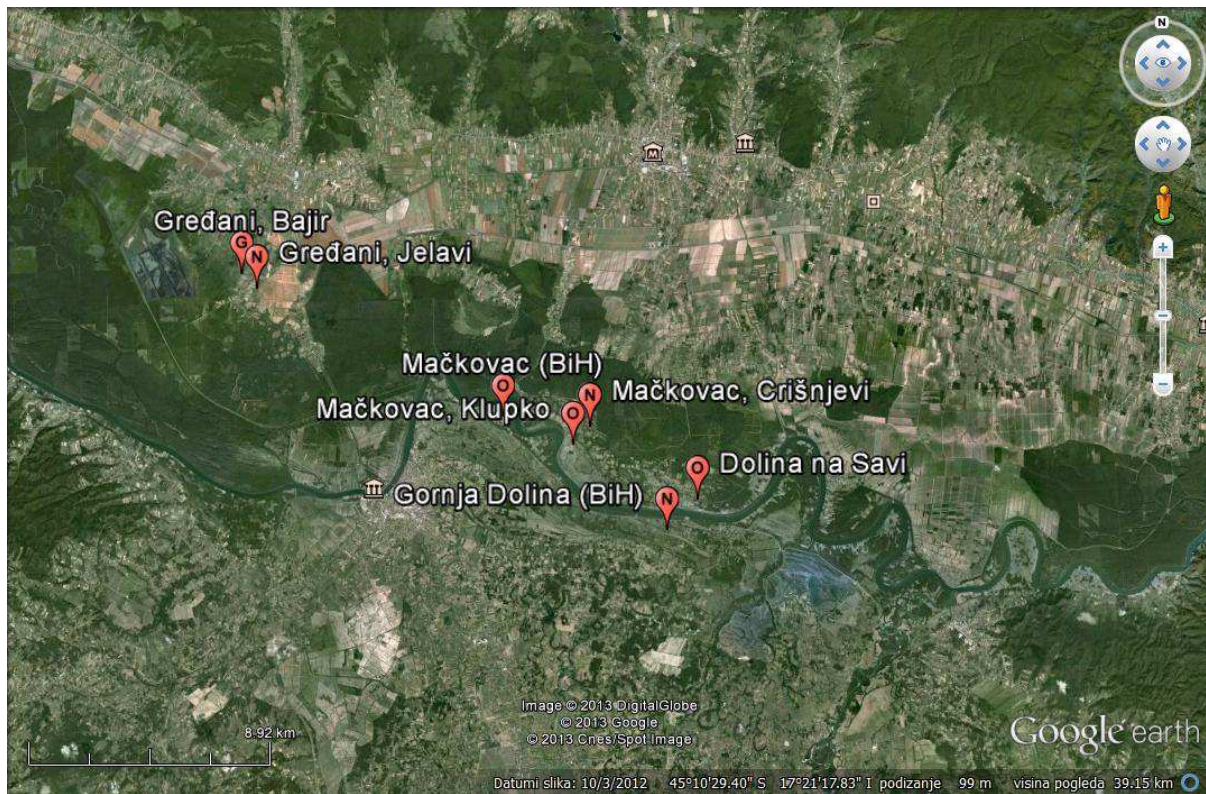 N
M
Gređani, Bajir
G
N
Gređani, Jelavi
Mačkovac (BiH)
O
N
Mačkovac, Crišnjevi
Mačkovac, Klupko
O
O
Dolina na Savi
Gornja Dolina (BiH)
N
Image © 2013 DigitalGlobe
© 2013 Google
© 2013 Cnes/Spot Image
8.92 km
Google earth
Datumi slika: 10/3/2012 45°10'29.40" S 17°21'17.83" I podizanje 99 m visina pogleda 39.15 km